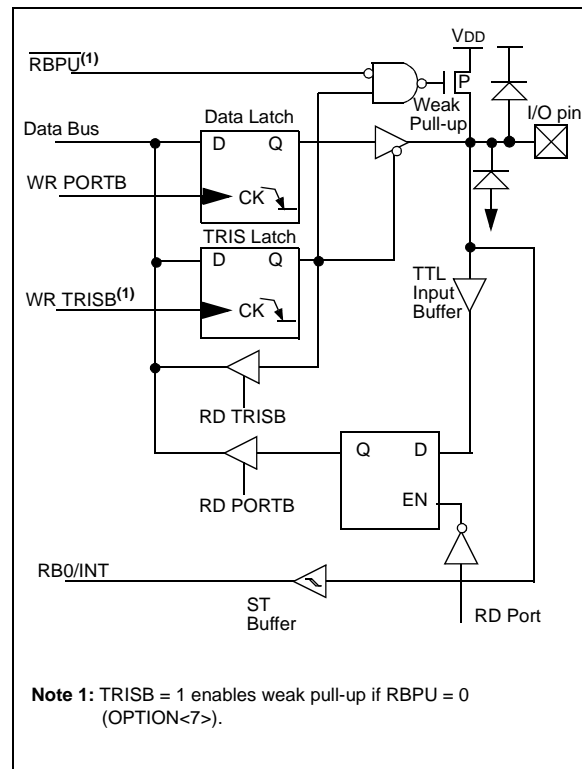 VDD
RBPU(1)
P
Weak
Pull-up
I/O pin
Data Latch
Data Bus
D Q
WR PORTB
CK
TRIS Latch
D Q
WR TRISB(1)
CK
TTL
Input
Buffer
RD TRISB
Q D
EN
RD PORTB
RB0/INT
ST
Buffer
RD Port
Note 1: TRISB = 1 enables weak pull-up if RBPU = 0
(OPTION<7>).